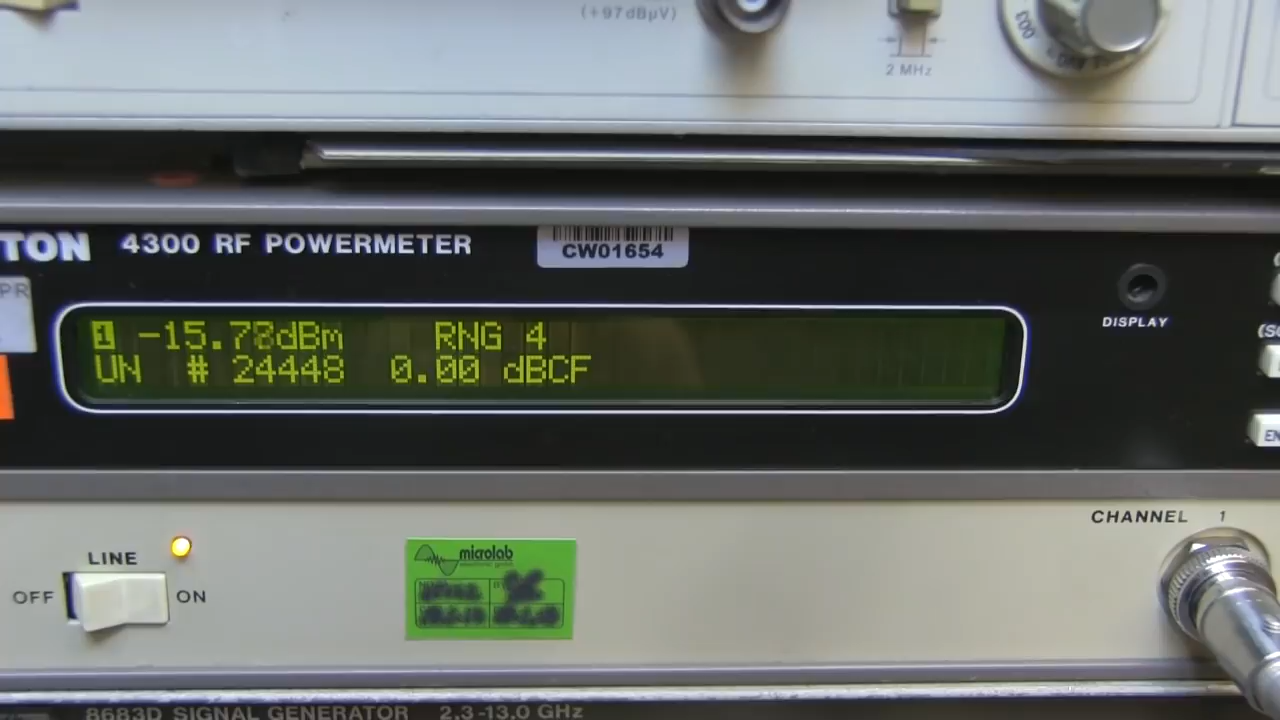 (+97dBµV)
2 MHz
TON 4300 RF POWERMETER
CW01654
PR
DISPLAY
1 -15.78dBm RNG 4
UN # 24448 0.00 dBCF
CHANNEL 1
LINE
OFF ON
microlab
8683D SIGNAL GENERATOR 2.3-13.0 GHz